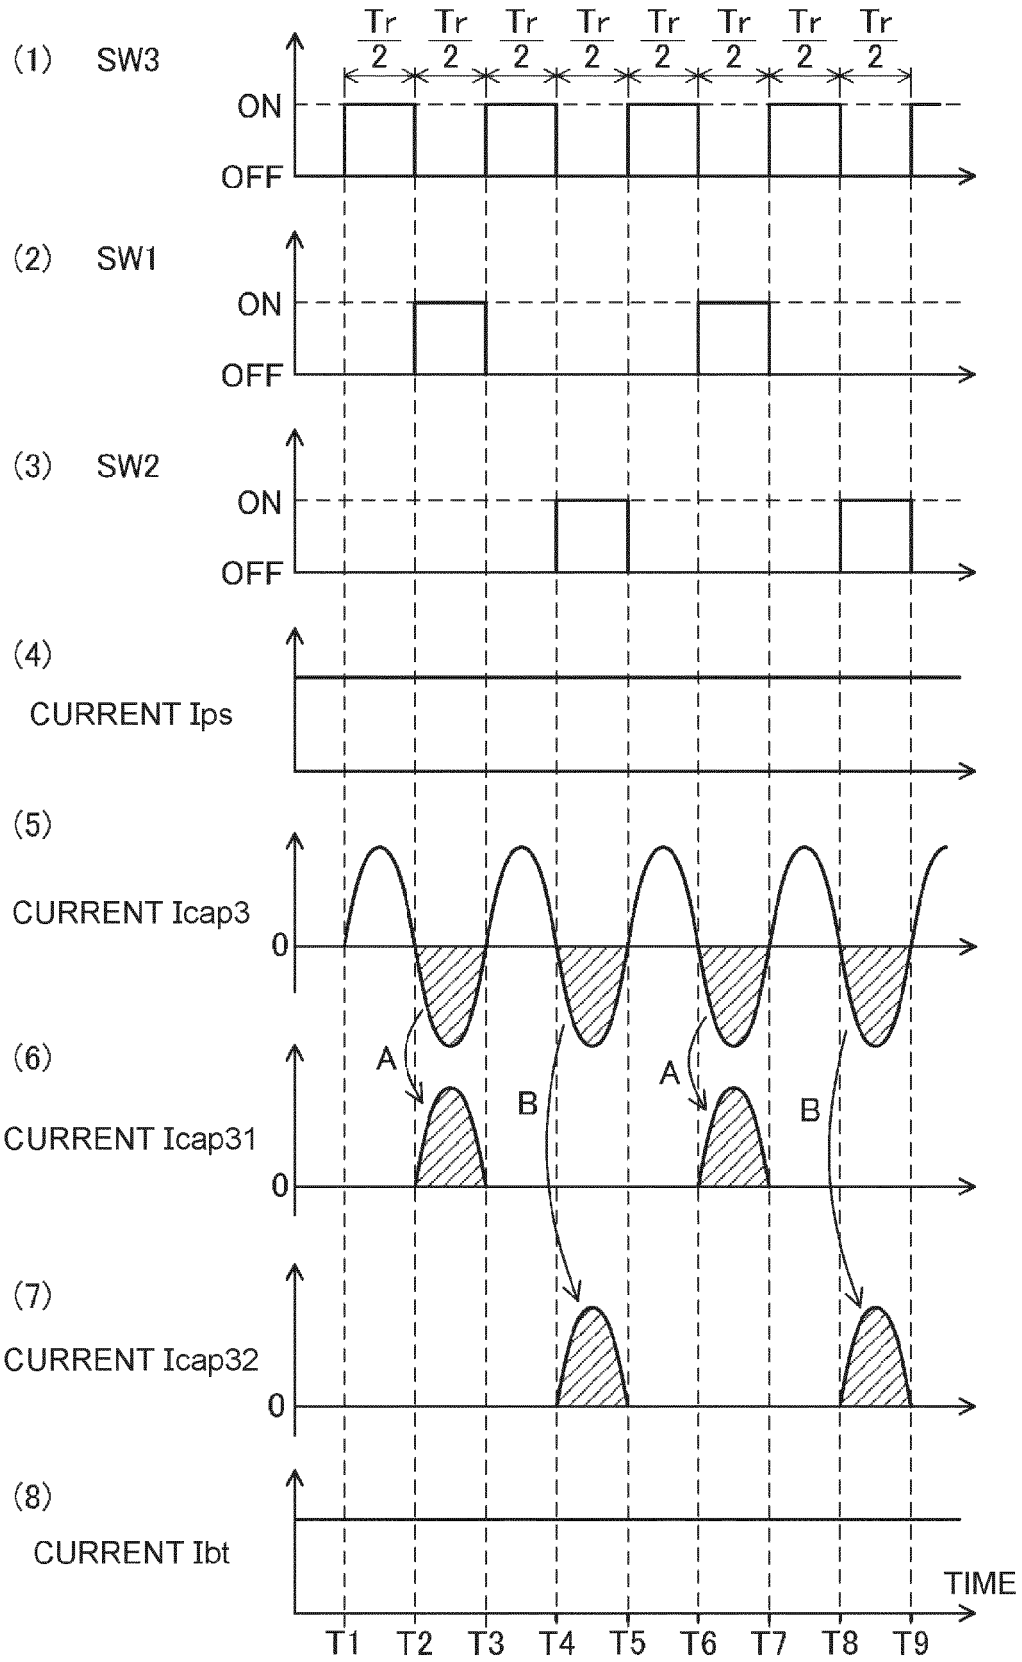 Tr/2 Tr/2 Tr/2 Tr/2 Tr/2 Tr/2 Tr/2 Tr/2
(1) SW3
ON
OFF
(2) SW1
ON
OFF
(3) SW2
ON
OFF
(4)
CURRENT Ips
(5)
CURRENT Icap3
0
A
B
A
B
(6)
CURRENT Icap31
0
(7)
CURRENT Icap32
0
(8)
CURRENT Ibt
TIME
T1 T2 T3 T4 T5 T6 T7 T8 T9